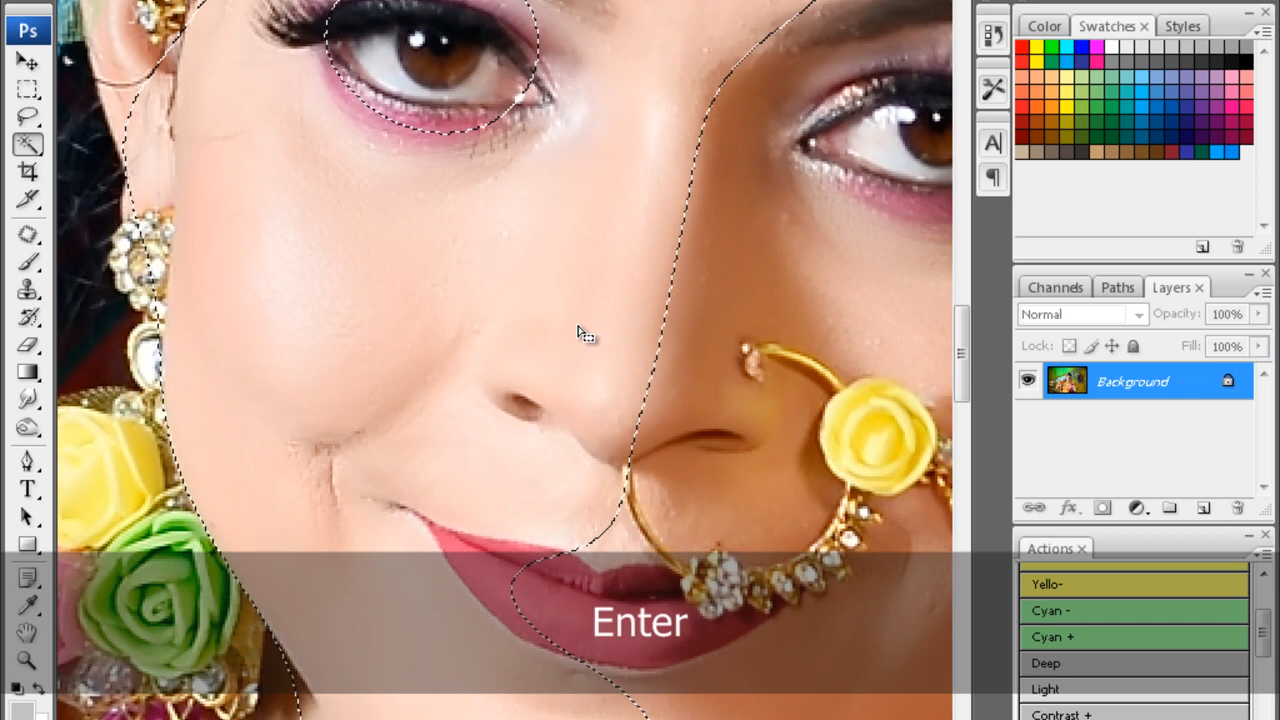 Ps
Color Swatches × Styles
Channels Paths Layers ×
Normal Opacity: 100%
Lock: Fill: 100%
Background
Actions ×
Yello-
Cyan -
Cyan +
Deep
Light
Contrast +
A
T
Enter